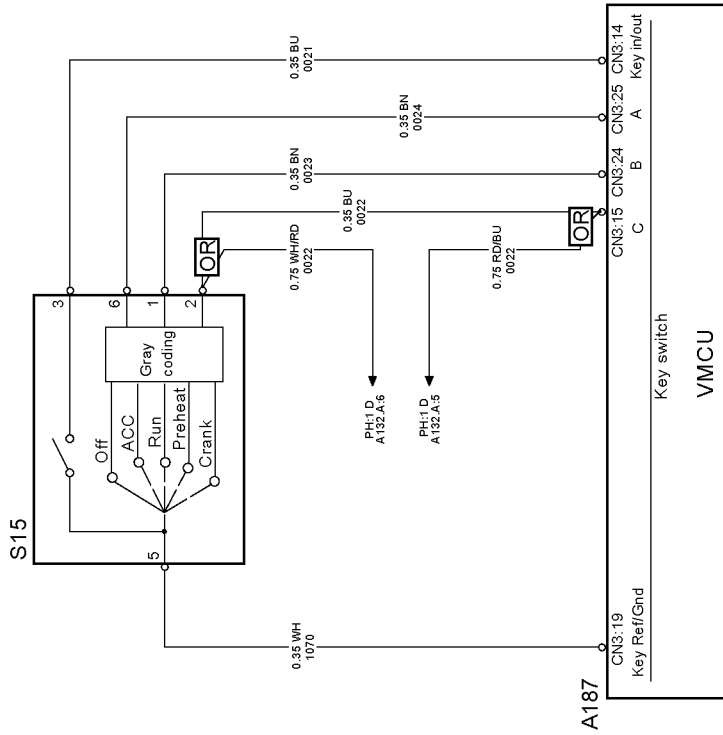 S15
3
6
1
2
5
Gray
coding
Off
ACC
Run
Preheat
Crank
0.35 BU
0021
0.35 BN
0024
0.35 BN
0023
0.35 BU
0022
OR
0.75 WH/RD
0022
PH:1 D
A132.A:6
PH:1 D
A132.A:5
0.75 RD/BU
0022
OR
0.35 WH
1070
A187
CN3:19
Key Ref/Gnd
CN3:15
C
CN3:24
B
CN3:25
A
CN3:14
Key in/out
Key switch
VMCU